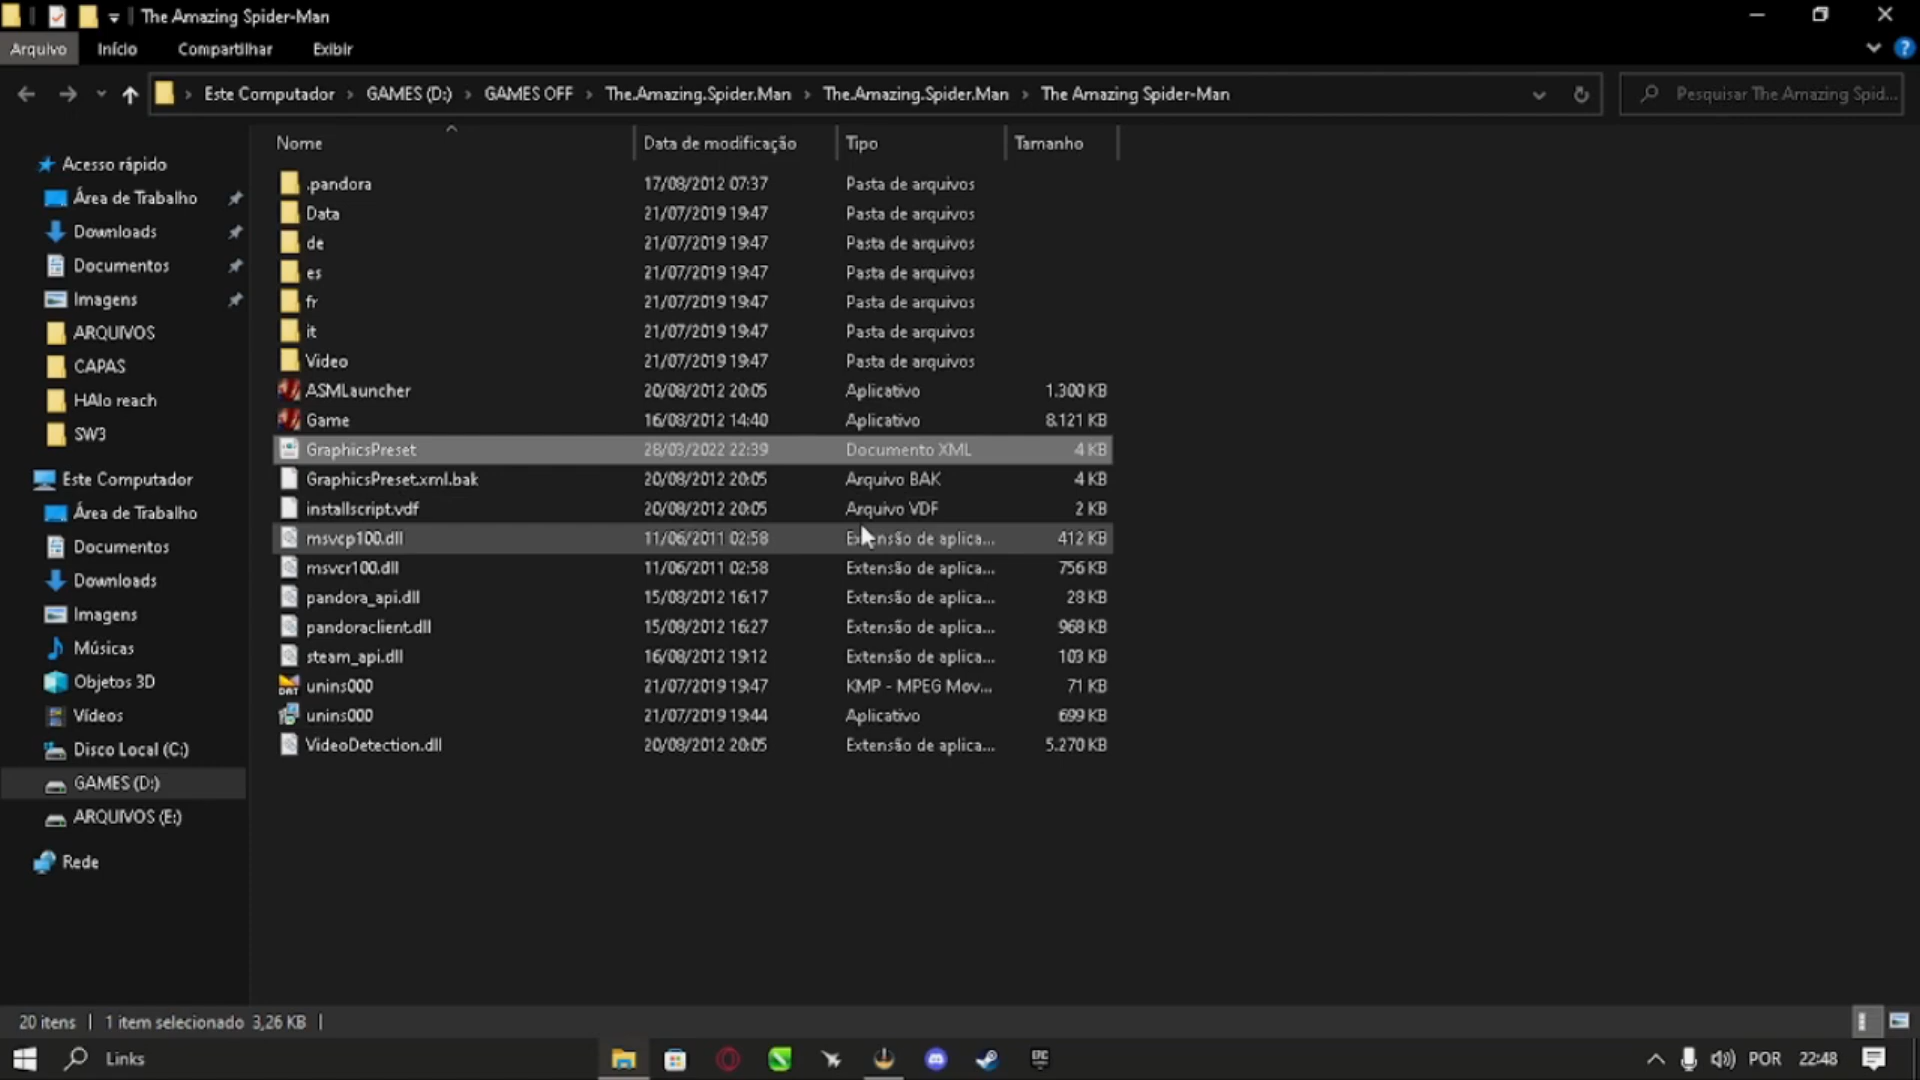 The Amazing Spider-Man
Arquivo Início Compartilhar Exibir
Este Computador GAMES (D:) GAMES OFF The.Amazing.Spider.Man The.Amazing.Spider.Man The Amazing Spider-Man Pesquisar The Amazing Spid...
Nome Data de modificação Tipo Tamanho
Acesso rápido
Área de Trabalho
Downloads
Documentos
Imagens
ARQUIVOS
CAPAS
HAlo reach
SW3
Este Computador
Área de Trabalho
Documentos
Downloads
Imagens
Músicas
Objetos 3D
Vídeos
Disco Local (C:)
GAMES (D:)
ARQUIVOS (E:)
Rede
.pandora 17/08/2012 07:37 Pasta de arquivos
Data 21/07/2019 19:47 Pasta de arquivos
de 21/07/2019 19:47 Pasta de arquivos
es 21/07/2019 19:47 Pasta de arquivos
fr 21/07/2019 19:47 Pasta de arquivos
it 21/07/2019 19:47 Pasta de arquivos
Video 21/07/2019 19:47 Pasta de arquivos
ASMLauncher 20/08/2012 20:05 Aplicativo 1.300 KB
Game 16/08/2012 14:40 Aplicativo 8.121 KB
GraphicsPreset 28/03/2022 22:39 Documento XML 4 KB
GraphicsPreset.xml.bak 20/08/2012 20:05 Arquivo BAK 4 KB
installscript.vdf 20/08/2012 20:05 Arquivo VDF 2 KB
msvcp100.dll 11/06/2011 02:58 Extensão de aplica... 412 KB
msvcr100.dll 11/06/2011 02:58 Extensão de aplica... 756 KB
pandora_api.dll 15/08/2012 16:17 Extensão de aplica... 28 KB
pandoraclient.dll 15/08/2012 16:27 Extensão de aplica... 968 KB
steam_api.dll 16/08/2012 19:12 Extensão de aplica... 103 KB
unins000 21/07/2019 19:47 KMP - MPEG Mov... 71 KB
unins000 21/07/2019 19:44 Aplicativo 699 KB
VideoDetection.dll 20/08/2012 20:05 Extensão de aplica... 5.270 KB
20 itens 1 item selecionado 3,26 KB
Links POR 22:48